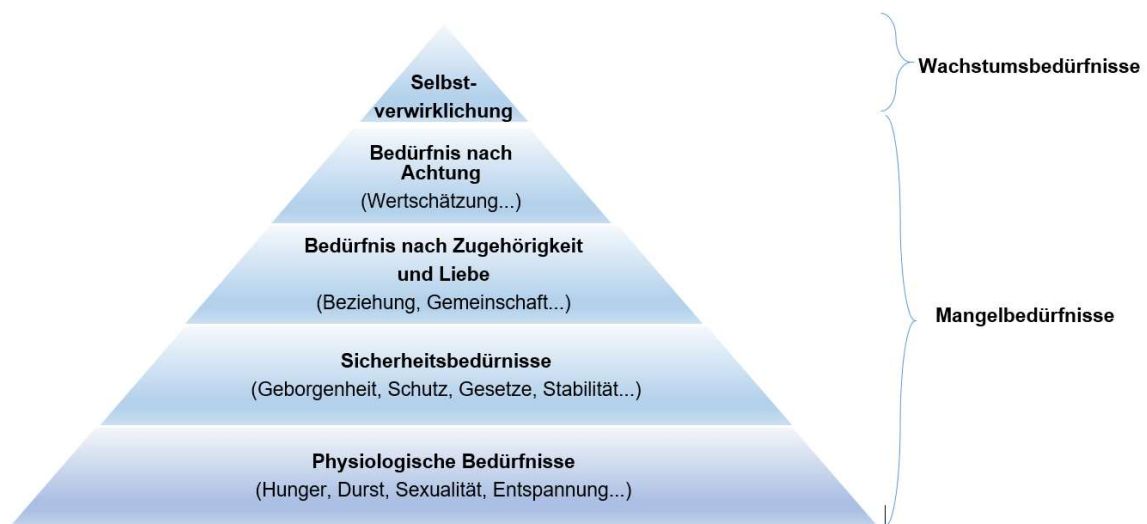 Selbst-
verwirklichung
Wachstumsbedürfnisse
Bedürfnis nach
Achtung
(Wertschätzung...)
Bedürfnis nach Zugehörigkeit
und Liebe
(Beziehung, Gemeinschaft...)
Mangelbedürfnisse
Sicherheitsbedürnisse
(Geborgenheit, Schutz, Gesetze, Stabilität...)
Physiologische Bedürfnisse
(Hunger, Durst, Sexualität, Entspannung...)